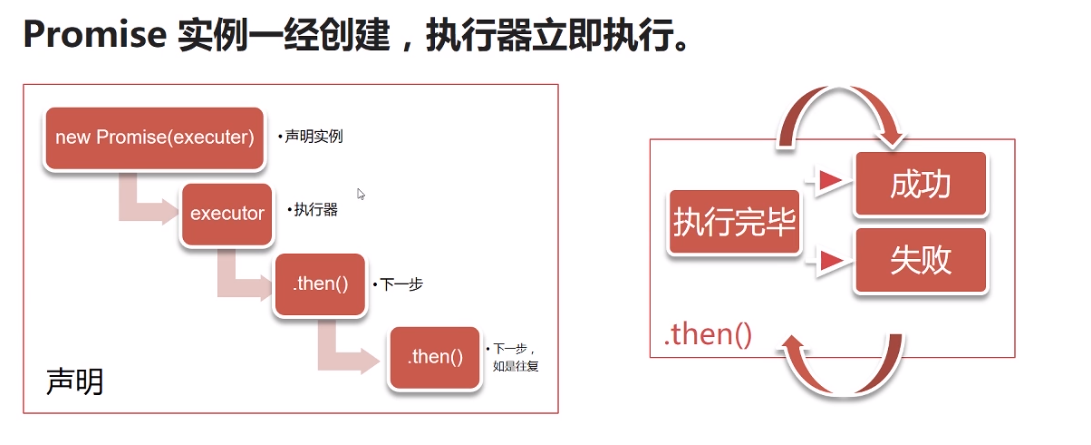 Promise 实例一经创建，执行器立即执行。
new Promise(executer)
•声明实例
executor
•执行器
.then()
•下一步
.then()
•下一步，
如是往复
声明
执行完毕
成功
失败
.then()